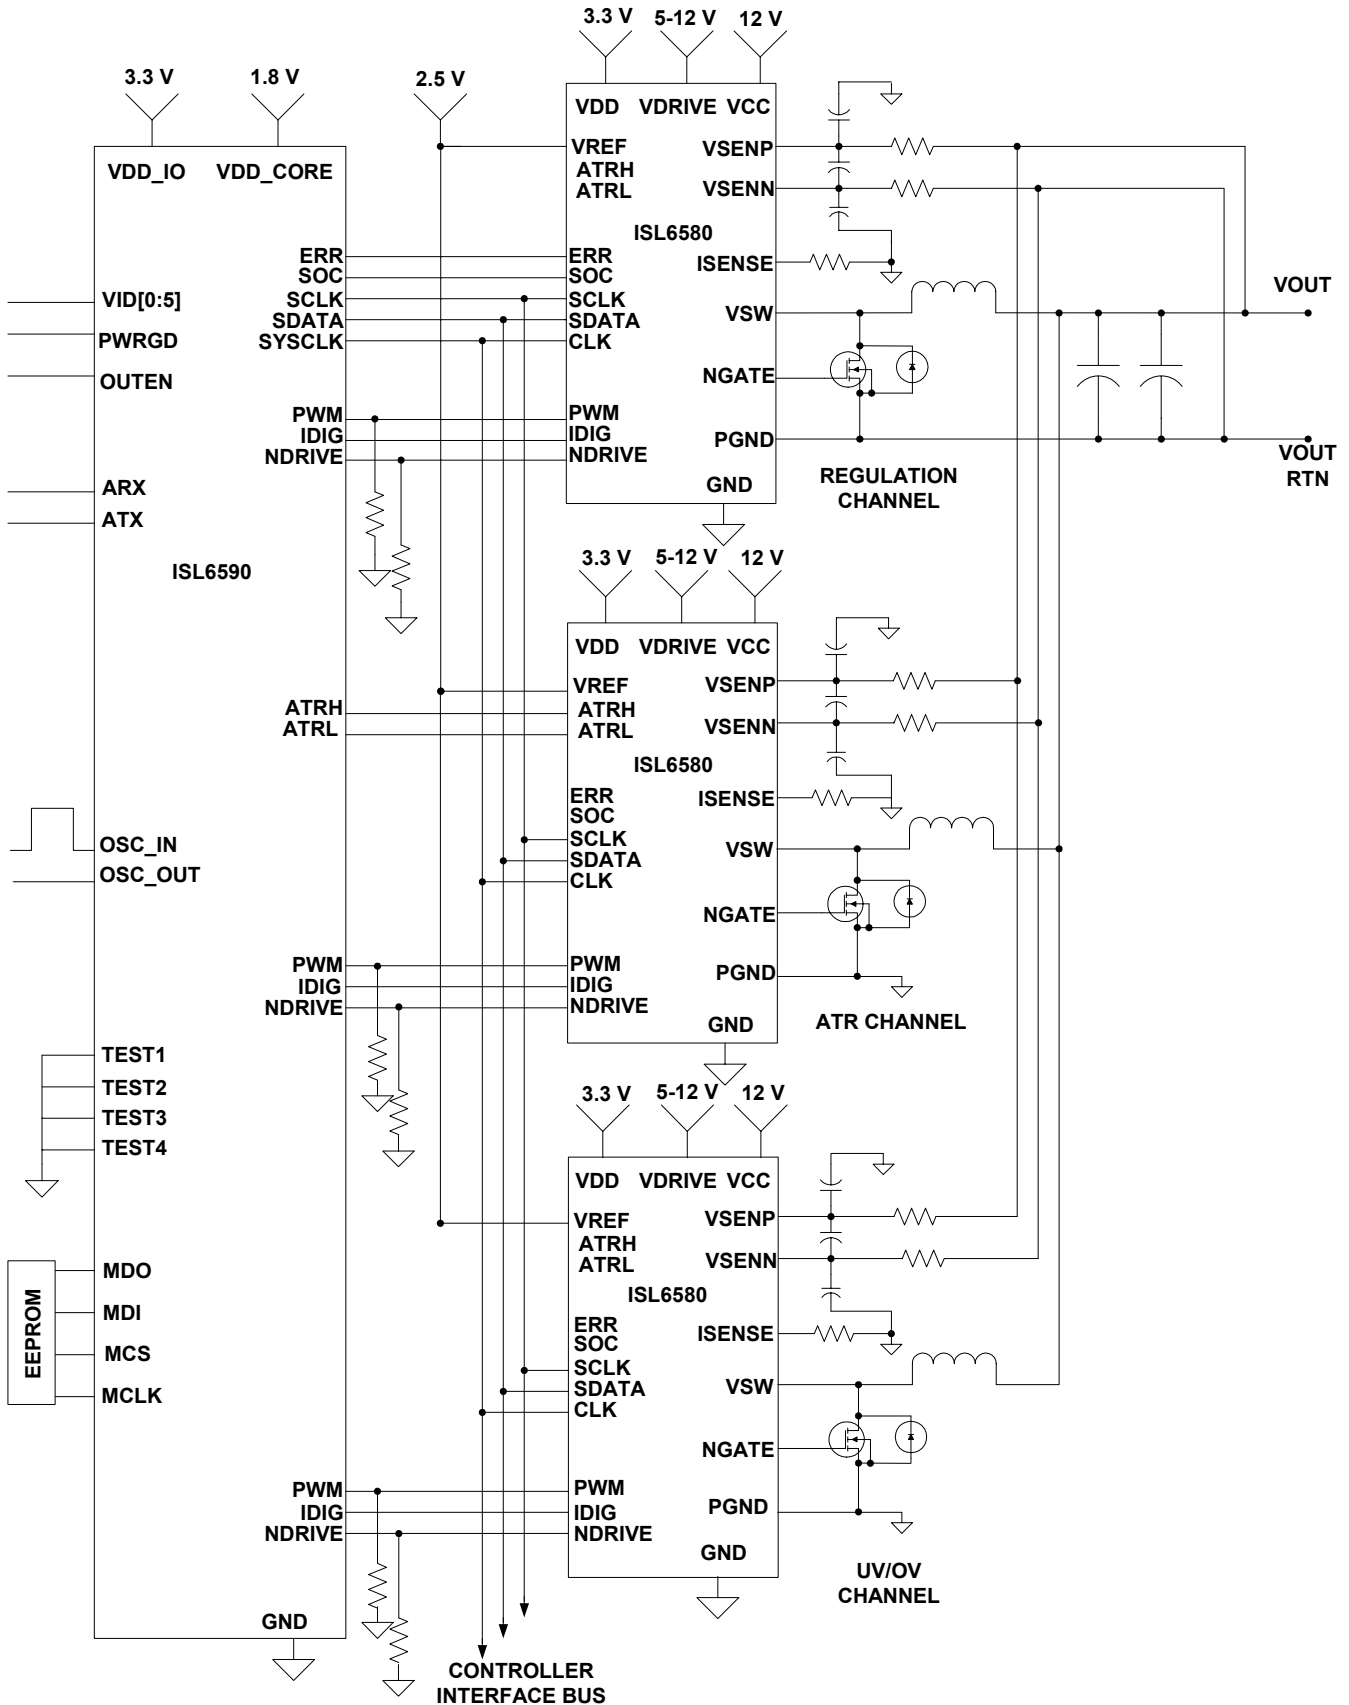 3.3 V
1.8 V
2.5 V
3.3 V
5-12 V
12 V
VDD_IO
VDD_CORE
ERR
SOC
SCLK
SDATA
SYSCLK
PWM
IDIG
NDRIVE
VID[0:5]
PWRGD
OUTEN
ARX
ATX
ISL6590
ATRH
ATRL
OSC_IN
OSC_OUT
PWM
IDIG
NDRIVE
TEST1
TEST2
TEST3
TEST4
EEPROM
MDO
MDI
MCS
MCLK
PWM
IDIG
NDRIVE
GND
VDD
VDRIVE
VCC
VREF
ATRH
ATRL
VSENP
VSENN
ISL6580
ERR
SOC
SCLK
SDATA
CLK
ISENSE
VSW
NGATE
PWM
IDIG
NDRIVE
PGND
GND
REGULATION
CHANNEL
VOUT
VOUT
RTN
3.3 V
5-12 V
12 V
VDD
VDRIVE
VCC
VREF
ATRH
ATRL
VSENP
VSENN
ISL6580
ERR
SOC
SCLK
SDATA
CLK
ISENSE
VSW
NGATE
PWM
IDIG
NDRIVE
PGND
GND
ATR CHANNEL
3.3 V
5-12 V
12 V
VDD
VDRIVE
VCC
VREF
ATRH
ATRL
VSENP
VSENN
ISL6580
ERR
SOC
SCLK
SDATA
CLK
ISENSE
VSW
NGATE
PWM
IDIG
NDRIVE
PGND
GND
UV/OV
CHANNEL
CONTROLLER
INTERFACE BUS